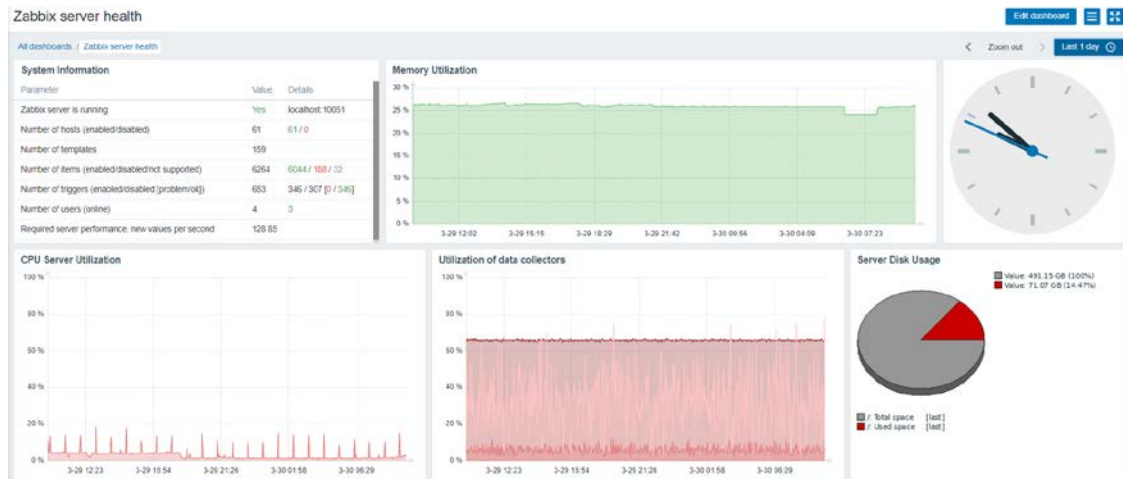 Zabbix server health
Edit dashboard
All dashboards / Zabbix server health
Zoom out
Last 1 day
System Information
Parameter Value Details
Zabbix server is running Yes localhost:10051
Number of hosts (enabled/disabled) 61 61 / 0
Number of templates 159
Number of items (enabled/disabled/not supported) 6264 6044 / 188 / 32
Number of triggers (enabled/disabled [problem/ok]) 653 346 / 307 [0 / 346]
Number of users (online) 4 3
Required server performance, new values per second 128.85
Memory Utilization
30 %
25 %
20 %
15 %
10 %
5 %
0 %
3-29 12:02 3-29 15:15 3-29 18:29 3-29 21:42 3-30 00:56 3-30 04:09 3-30 07:23
CPU Server Utilization
100 %
80 %
60 %
40 %
20 %
0 %
3-29 12:23 3-29 16:54 3-29 21:26 3-30 01:58 3-30 06:29
Utilization of data collectors
100 %
80 %
60 %
40 %
20 %
0 %
3-29 12:23 3-29 16:54 3-29 21:26 3-30 01:58 3-30 06:29
Server Disk Usage
Value: 491.15 GB (100%)
Value: 71.07 GB (14.47%)
/: Total space [last]
/: Used space [last]